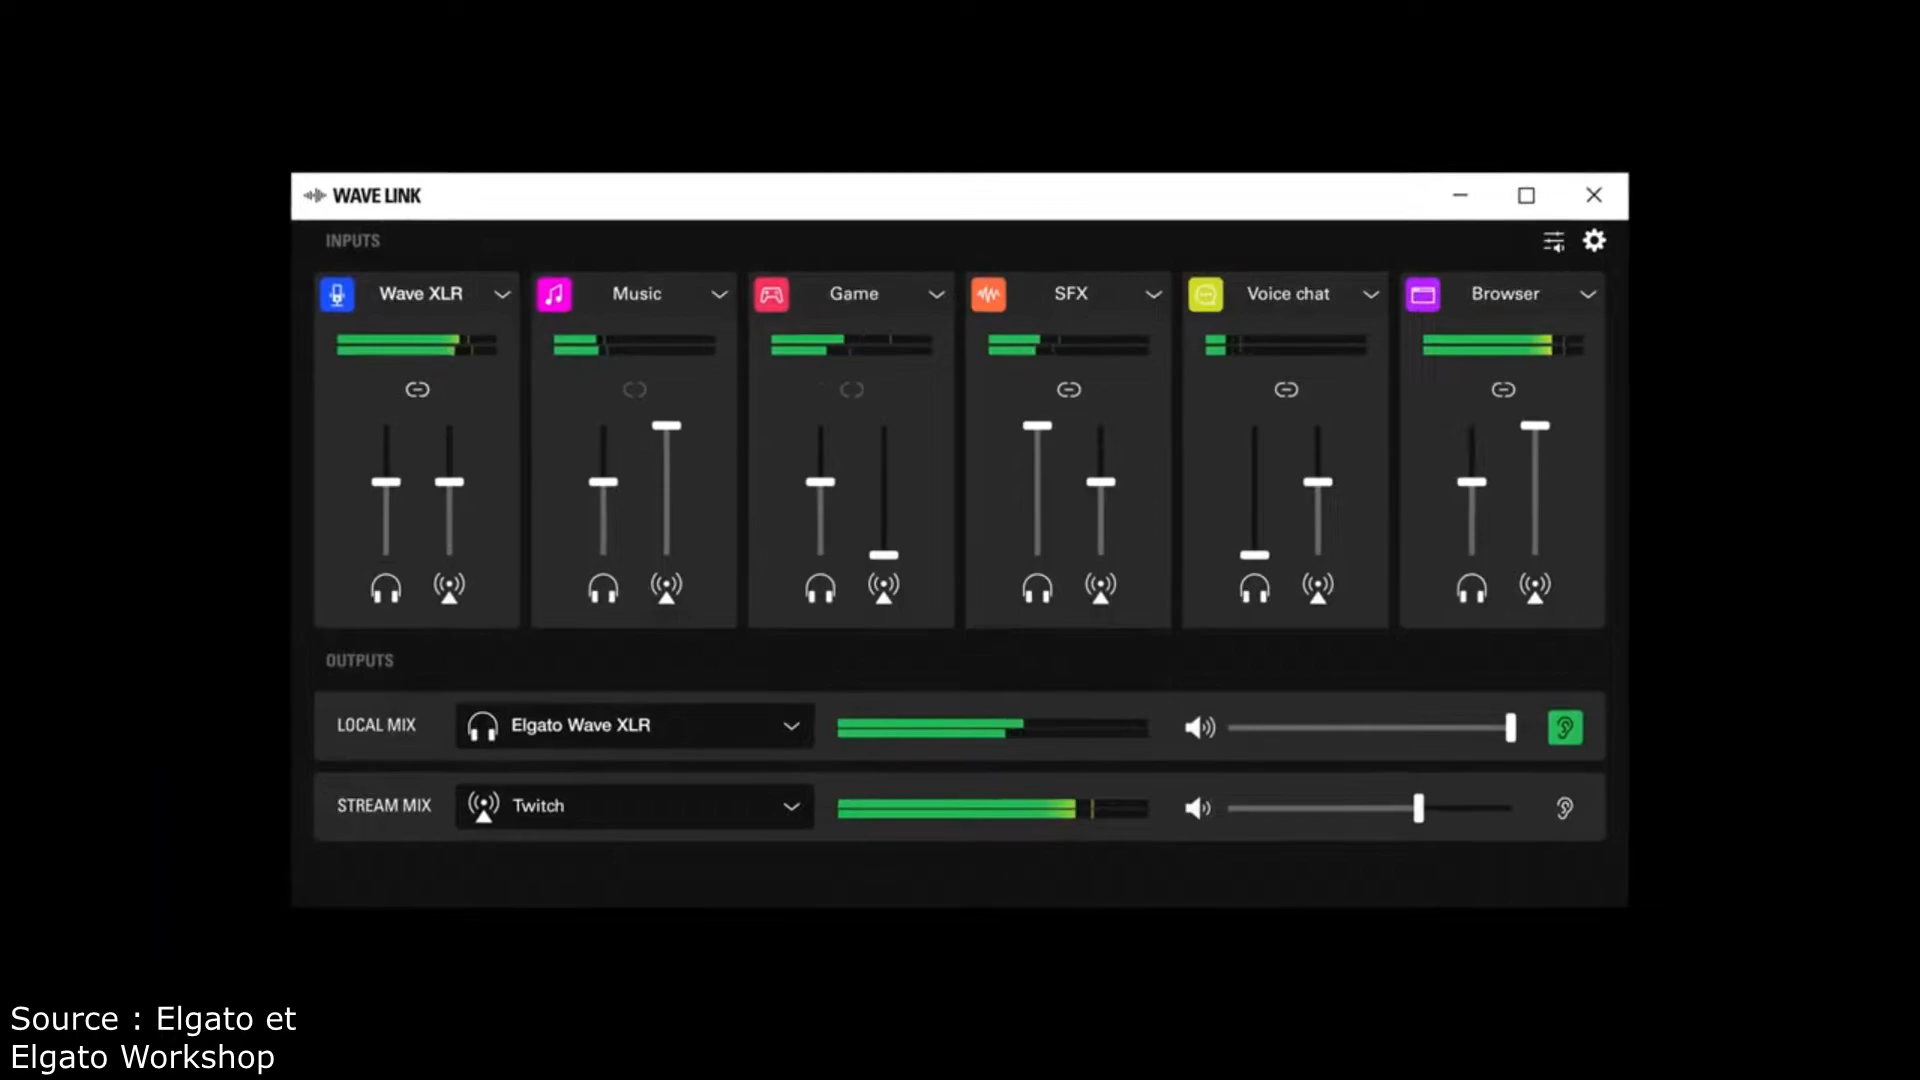 WAVE LINK
INPUTS
Wave XLR
Music
Game
SFX
Voice chat
Browser
OUTPUTS
LOCAL MIX
Elgato Wave XLR
STREAM MIX
Twitch
Source : Elgato et
Elgato Workshop